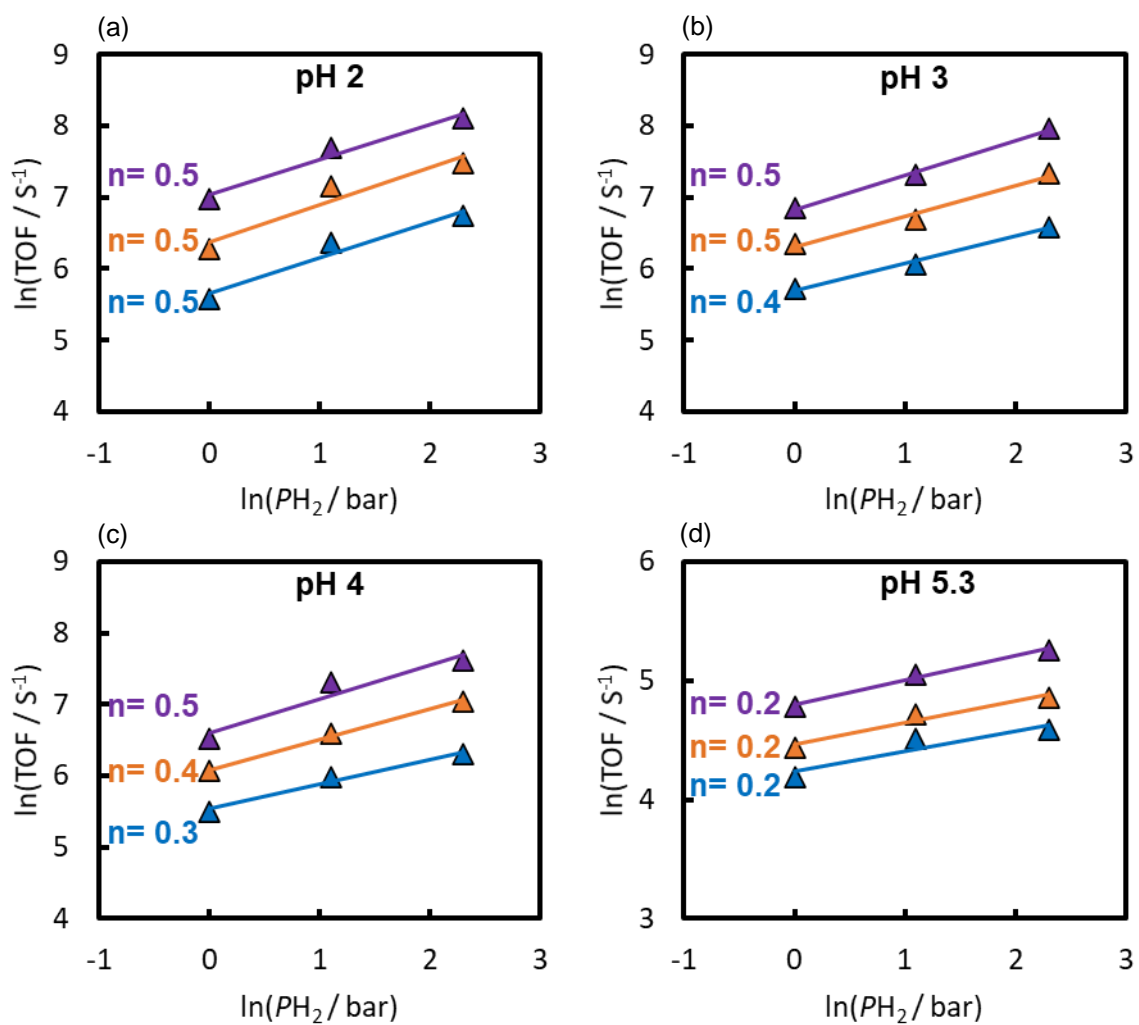 (a)
pH 2
9
8
7
6
5
4
ln(TOF / S⁻¹)
n= 0.5
n= 0.5
n= 0.5
-1 0 1 2 3
ln(PH₂ / bar)
(b)
pH 3
9
8
7
6
5
4
ln(TOF / S⁻¹)
n= 0.5
n= 0.5
n= 0.4
-1 0 1 2 3
ln(PH₂ / bar)
(c)
pH 4
9
8
7
6
5
4
ln(TOF / S⁻¹)
n= 0.5
n= 0.4
n= 0.3
-1 0 1 2 3
ln(PH₂ / bar)
(d)
pH 5.3
6
5
4
3
ln(TOF / S⁻¹)
n= 0.2
n= 0.2
n= 0.2
-1 0 1 2 3
ln(PH₂ / bar)